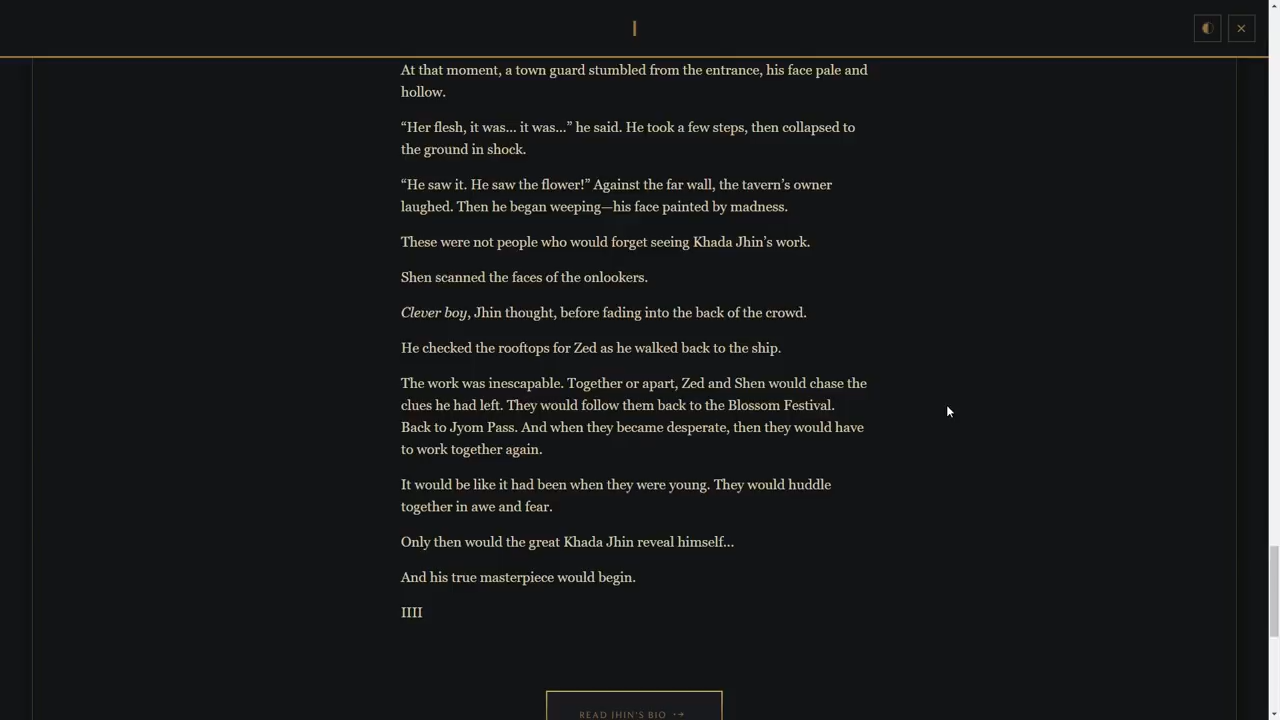 I
At that moment, a town guard stumbled from the entrance, his face pale and
hollow.
“Her flesh, it was... it was...” he said. He took a few steps, then collapsed to
the ground in shock.
“He saw it. He saw the flower!” Against the far wall, the tavern’s owner
laughed. Then he began weeping—his face painted by madness.
These were not people who would forget seeing Khada Jhin’s work.
Shen scanned the faces of the onlookers.
Clever boy, Jhin thought, before fading into the back of the crowd.
He checked the rooftops for Zed as he walked back to the ship.
The work was inescapable. Together or apart, Zed and Shen would chase the
clues he had left. They would follow them back to the Blossom Festival.
Back to Jyom Pass. And when they became desperate, then they would have
to work together again.
It would be like it had been when they were young. They would huddle
together in awe and fear.
Only then would the great Khada Jhin reveal himself...
And his true masterpiece would begin.
IIII
READ JHIN'S BIO